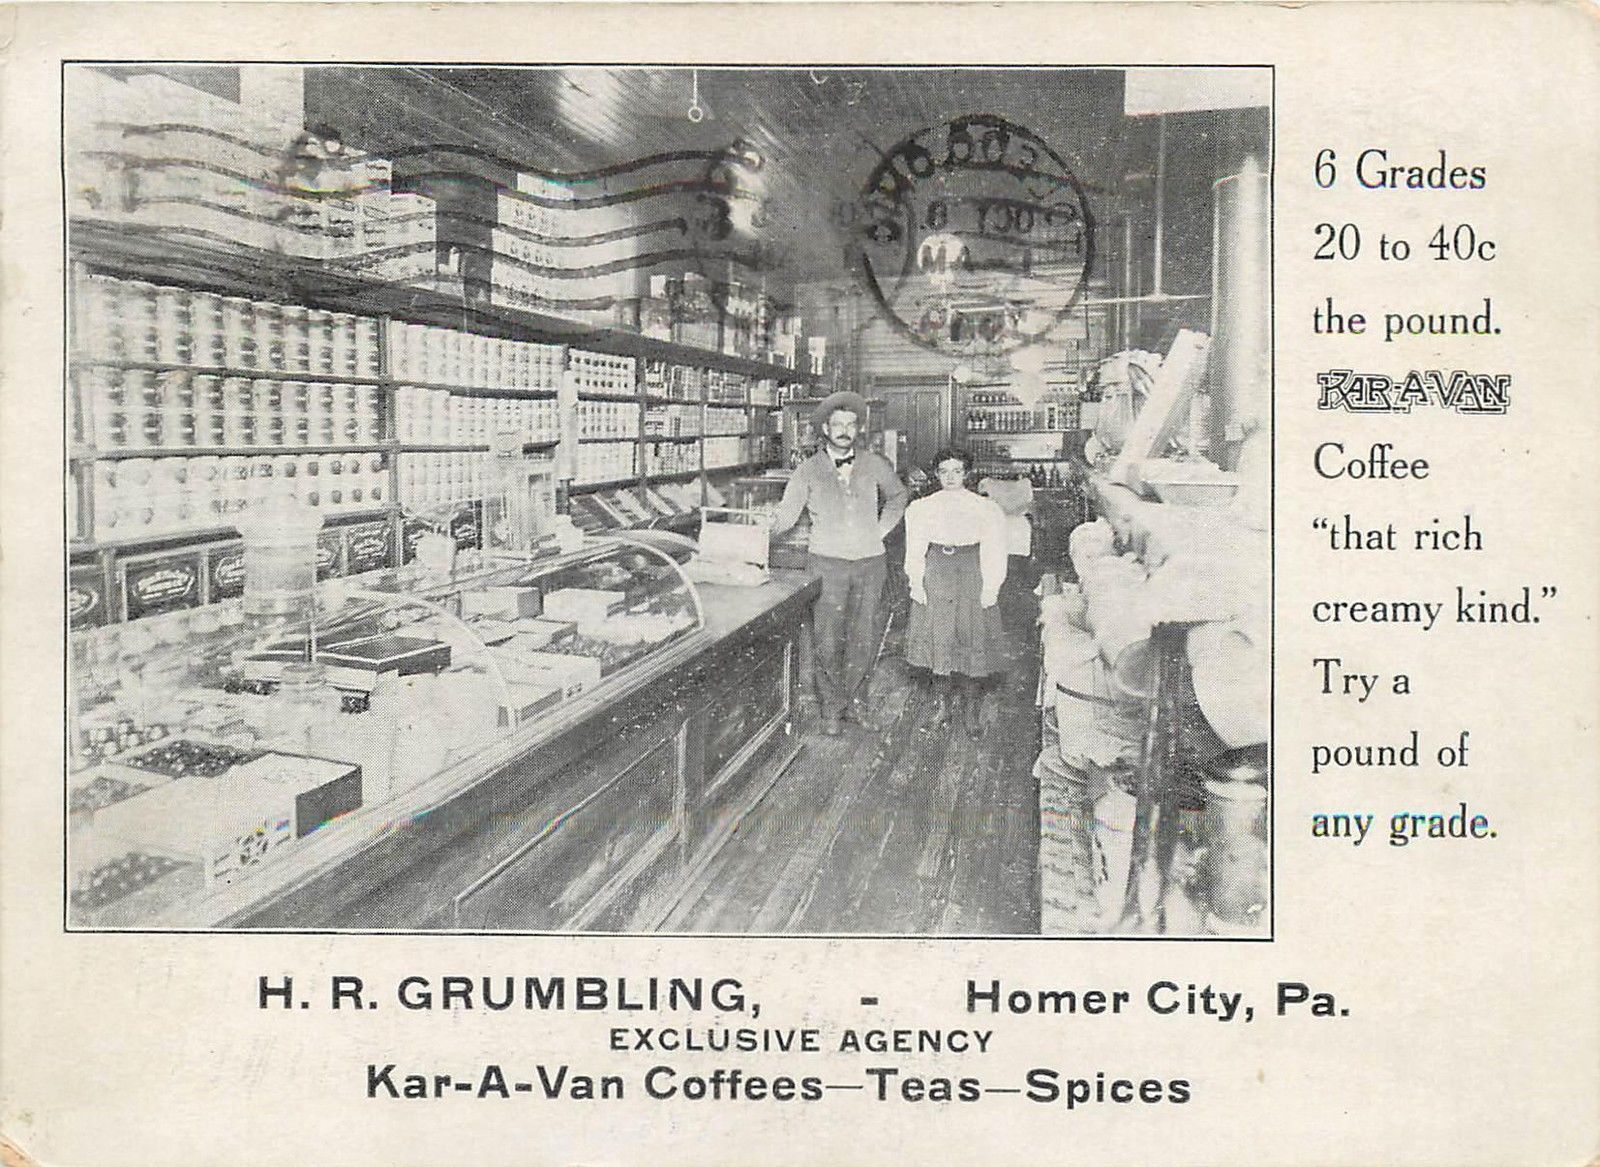 6 Grades
20 to 40c
the pound.
KAR-A-VAN
Coffee
“that rich
creamy kind.”
Try a
pound of
any grade.
H. R. GRUMBLING, - Homer City, Pa.
EXCLUSIVE AGENCY
Kar-A-Van Coffees—Teas—Spices